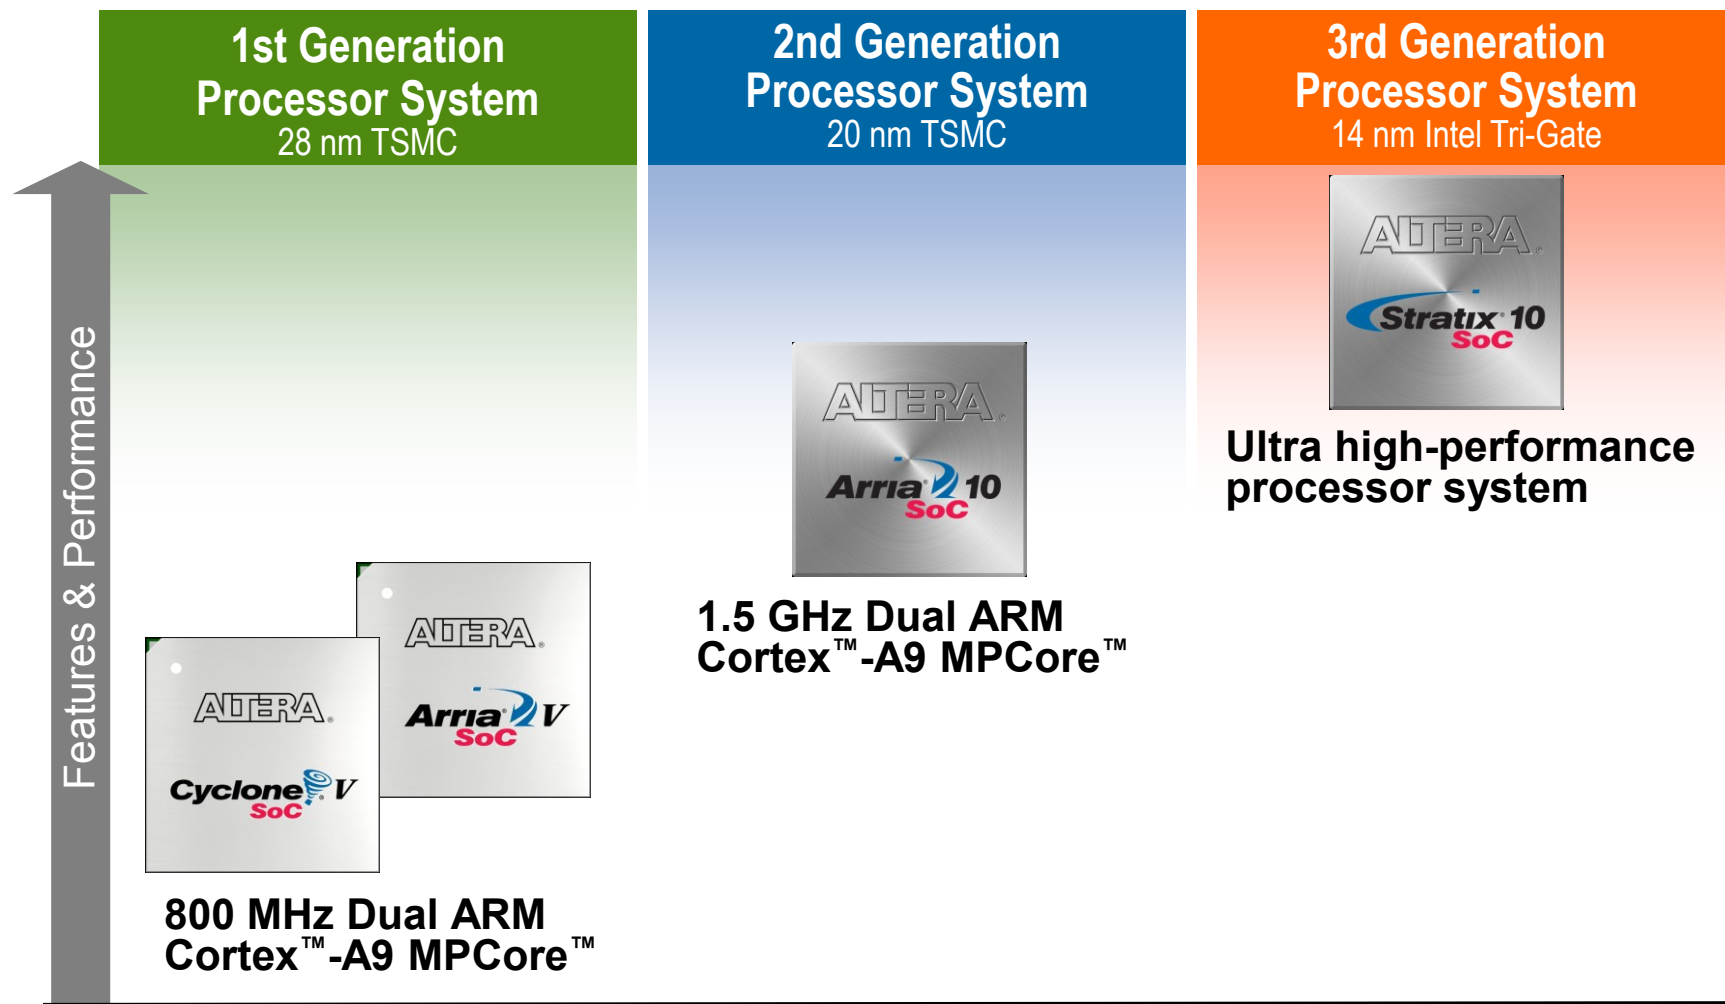 1st Generation
Processor System
28 nm TSMC
2nd Generation
Processor System
20 nm TSMC
3rd Generation
Processor System
14 nm Intel Tri-Gate
Features & Performance
ALTERA®
Cyclone® V
SoC
ALTERA®
Arria® V
SoC
800 MHz Dual ARM
Cortex™-A9 MPCore™
ALTERA®
Arria® 10
SoC
1.5 GHz Dual ARM
Cortex™-A9 MPCore™
ALTERA®
Stratix® 10
SoC
Ultra high-performance
processor system